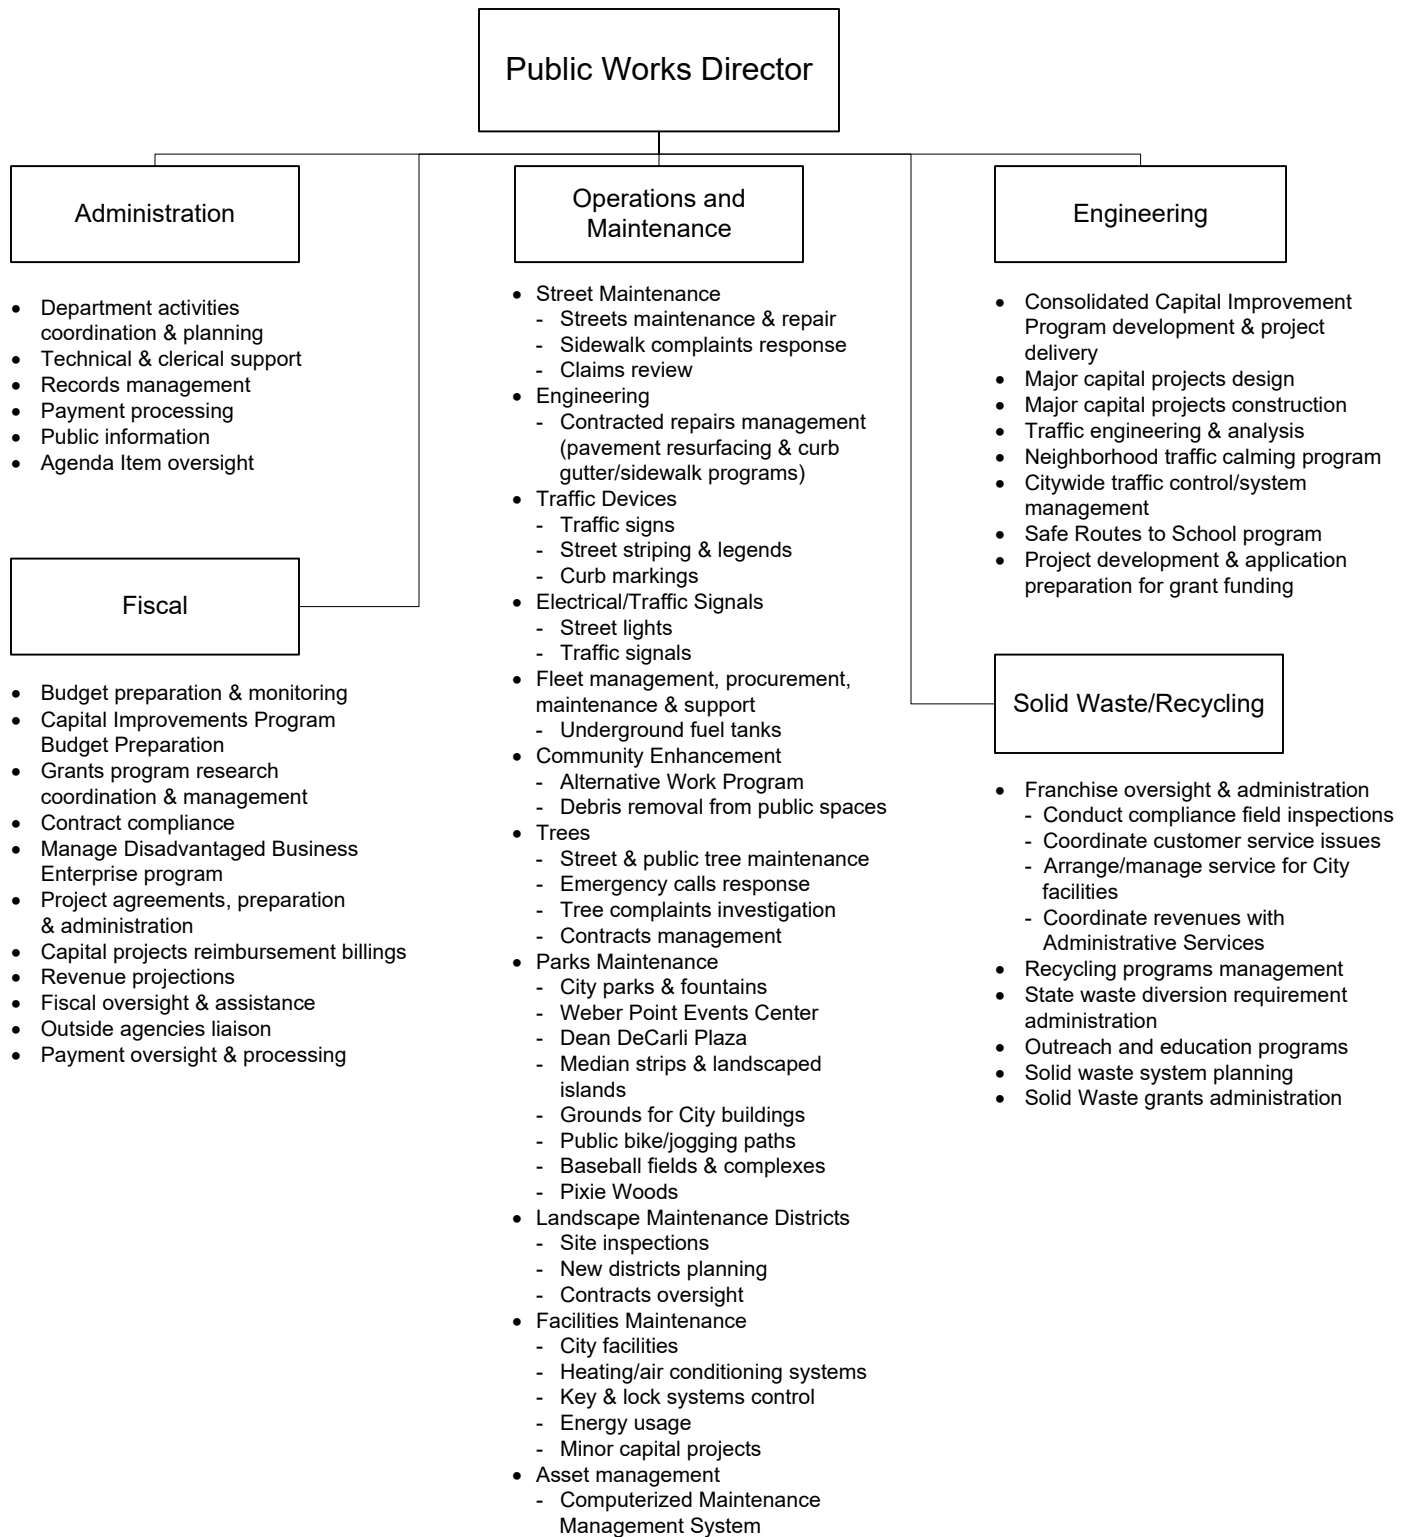 Public Works Director
Administration
• Department activities
coordination & planning
• Technical & clerical support
• Records management
• Payment processing
• Public information
• Agenda Item oversight
Fiscal
• Budget preparation & monitoring
• Capital Improvements Program
Budget Preparation
• Grants program research
coordination & management
• Contract compliance
• Manage Disadvantaged Business
Enterprise program
• Project agreements, preparation
& administration
• Capital projects reimbursement billings
• Revenue projections
• Fiscal oversight & assistance
• Outside agencies liaison
• Payment oversight & processing
Operations and
Maintenance
• Street Maintenance
- Streets maintenance & repair
- Sidewalk complaints response
- Claims review
• Engineering
- Contracted repairs management
(pavement resurfacing & curb
gutter/sidewalk programs)
• Traffic Devices
- Traffic signs
- Street striping & legends
- Curb markings
• Electrical/Traffic Signals
- Street lights
- Traffic signals
• Fleet management, procurement,
maintenance & support
- Underground fuel tanks
• Community Enhancement
- Alternative Work Program
- Debris removal from public spaces
• Trees
- Street & public tree maintenance
- Emergency calls response
- Tree complaints investigation
- Contracts management
• Parks Maintenance
- City parks & fountains
- Weber Point Events Center
- Dean DeCarli Plaza
- Median strips & landscaped
islands
- Grounds for City buildings
- Public bike/jogging paths
- Baseball fields & complexes
- Pixie Woods
• Landscape Maintenance Districts
- Site inspections
- New districts planning
- Contracts oversight
• Facilities Maintenance
- City facilities
- Heating/air conditioning systems
- Key & lock systems control
- Energy usage
- Minor capital projects
• Asset management
- Computerized Maintenance
Management System
Engineering
• Consolidated Capital Improvement
Program development & project
delivery
• Major capital projects design
• Major capital projects construction
• Traffic engineering & analysis
• Neighborhood traffic calming program
• Citywide traffic control/system
management
• Safe Routes to School program
• Project development & application
preparation for grant funding
Solid Waste/Recycling
• Franchise oversight & administration
- Conduct compliance field inspections
- Coordinate customer service issues
- Arrange/manage service for City
facilities
- Coordinate revenues with
Administrative Services
• Recycling programs management
• State waste diversion requirement
administration
• Outreach and education programs
• Solid waste system planning
• Solid Waste grants administration